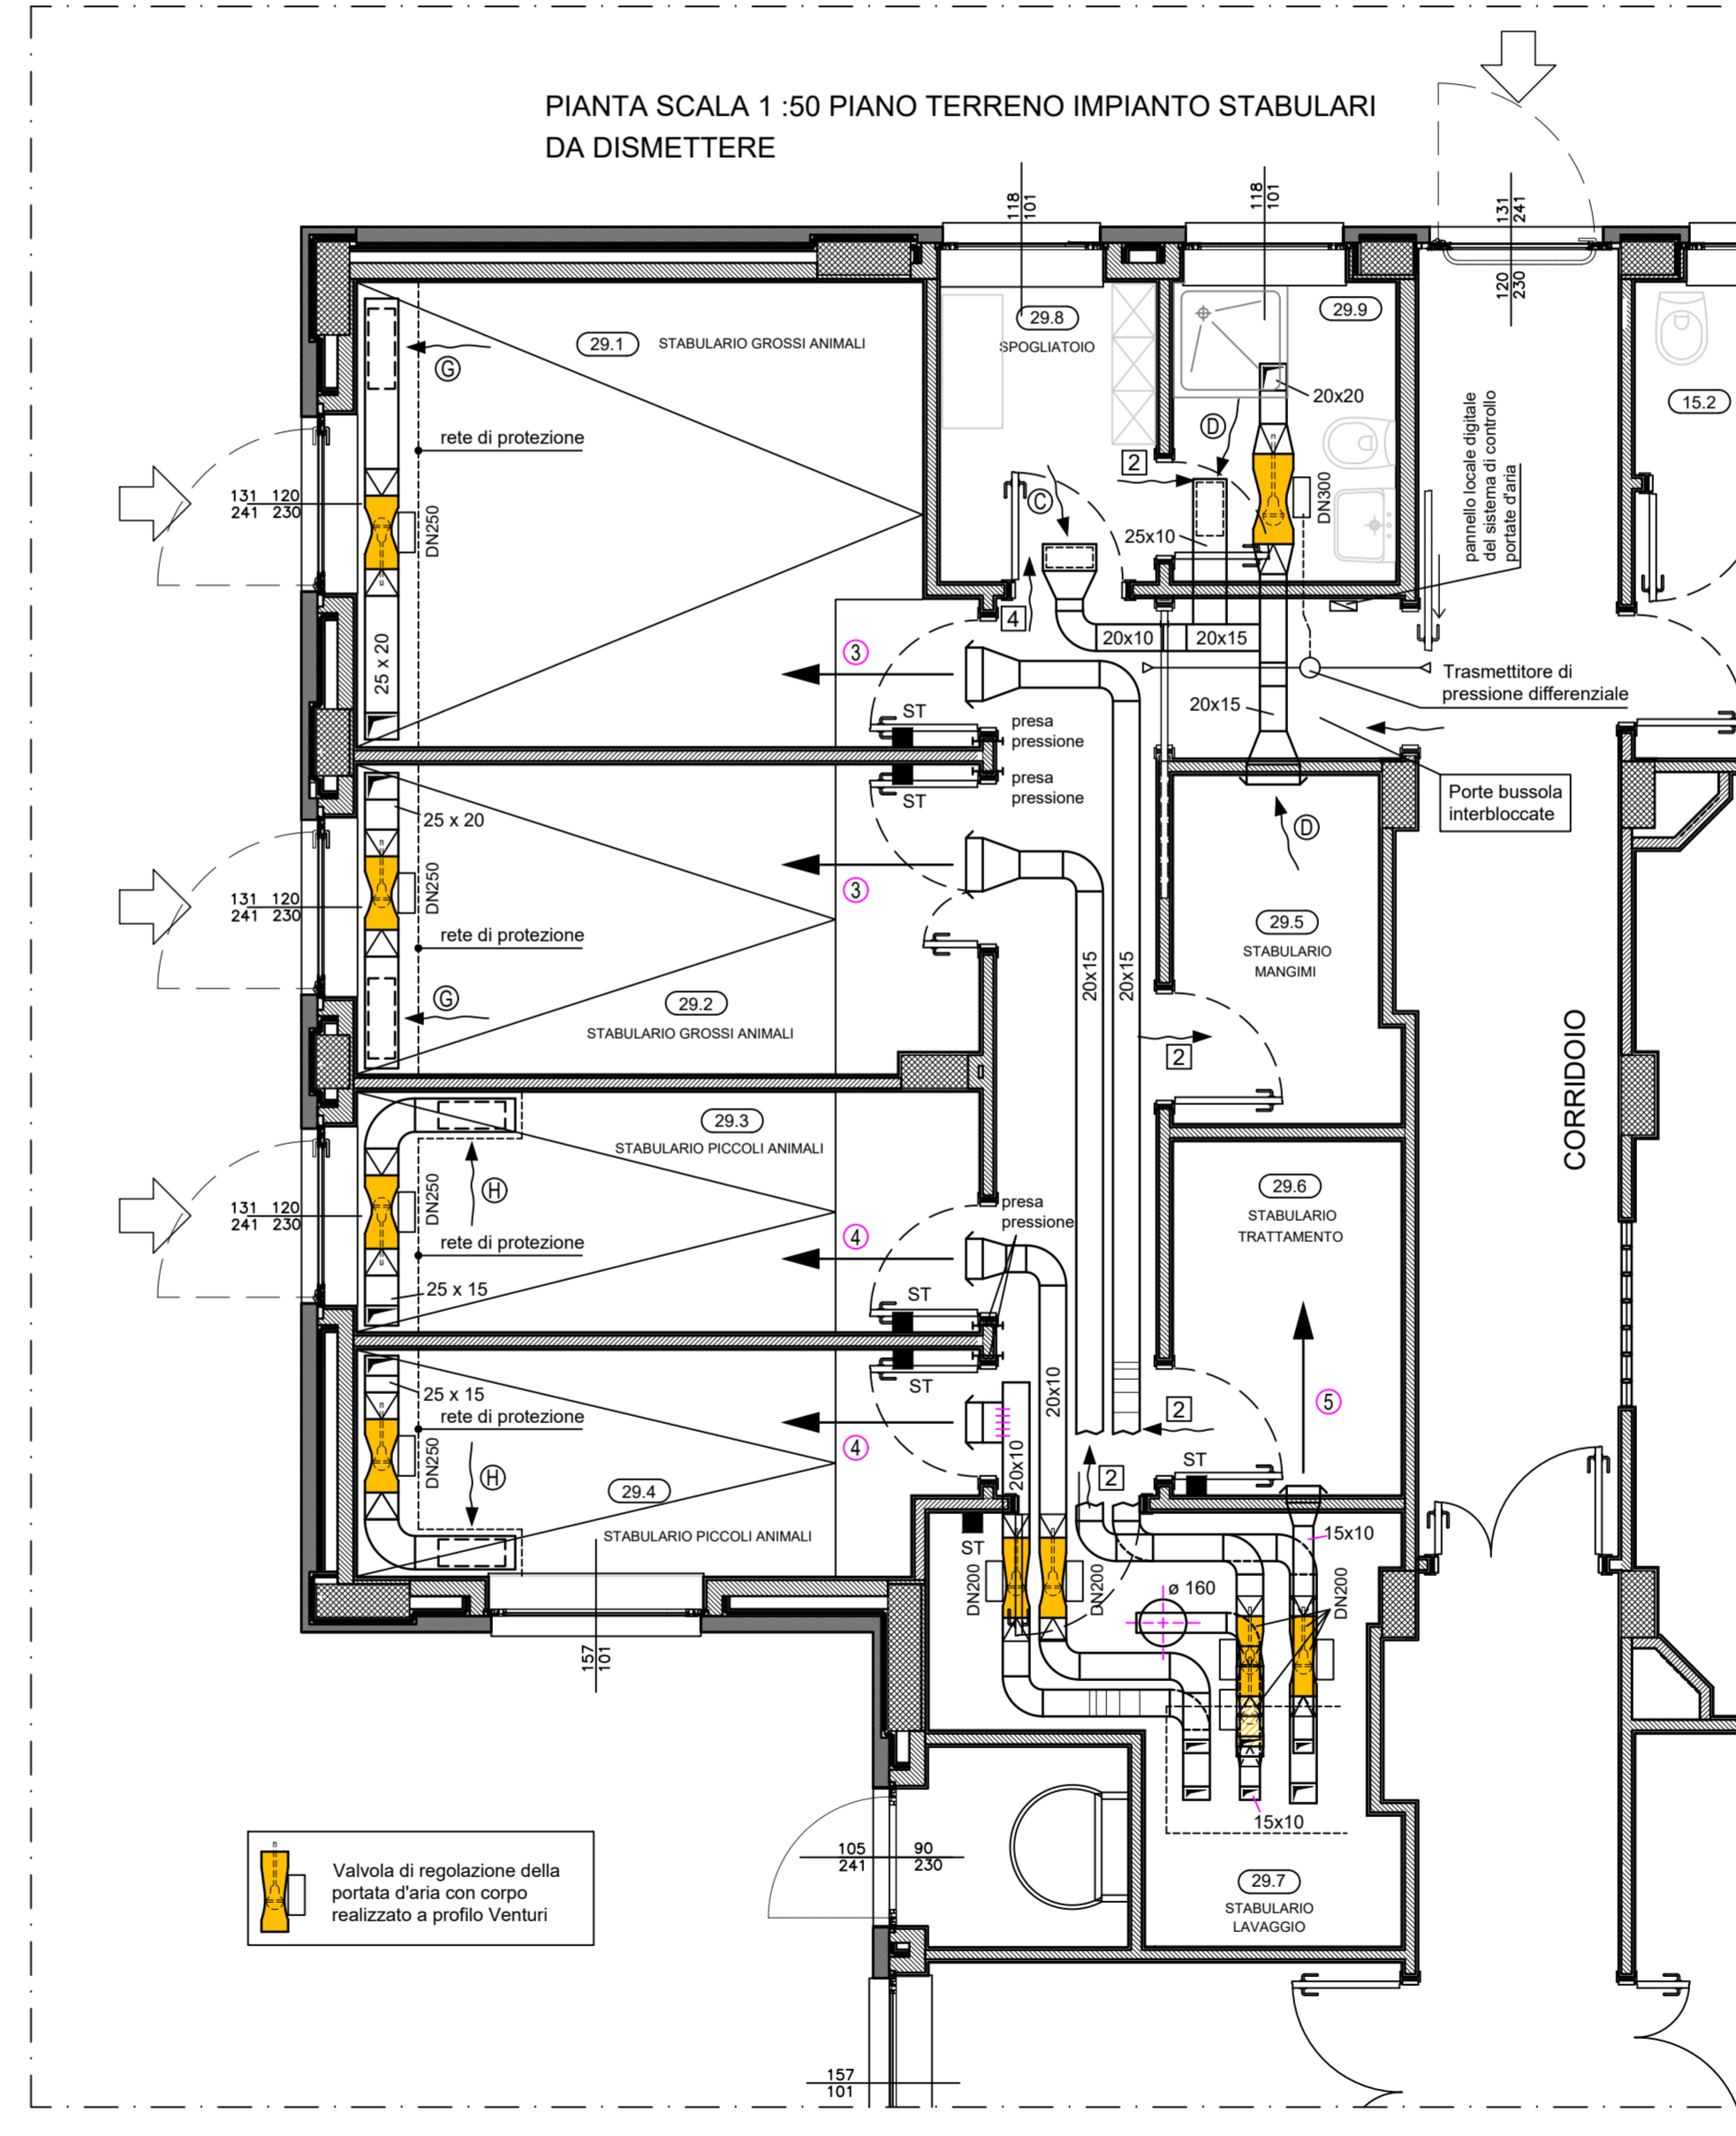 PIANTA SCALA 1 :50 PIANO TERRENO IMPIANTO STABULARI
DA DISMETTERE
118
101
118
101
131
241
120
230
29.1
STABULARIO GROSSI ANIMALI
29.8
SPOGLIATOIO
29.9
20x20
15.2
G
rete di protezione
131 120
241 230
DN250
25 x 20
2
D
C
25x10
DN300
pannello locale digitale
del sistema di controllo
portate d'aria
4
20x10
20x15
3
ST
presa
pressione
20x15
Trasmettitore di
pressione differenziale
presa
pressione
ST
Porte bussola
interbloccate
25 x 20
3
D
131 120
241 230
DN250
rete di protezione
29.5
STABULARIO
MANGIMI
20x15
20x15
G
29.2
STABULARIO GROSSI ANIMALI
2
CORRIDOIO
29.3
STABULARIO PICCOLI ANIMALI
H
DN250
131 120
241 230
rete di protezione
25 x 15
presa
pressione
4
29.6
STABULARIO
TRATTAMENTO
ST
ST
25 x 15
rete di protezione
DN250
H
4
20x10
20x10
2
5
ST
2
29.4
STABULARIO PICCOLI ANIMALI
ST
15x10
DN200
DN200
ø 160
DN200
157
101
15x10
105 90
241 230
29.7
STABULARIO
LAVAGGIO
Valvola di regolazione della
portata d'aria con corpo
realizzato a profilo Venturi
157
101